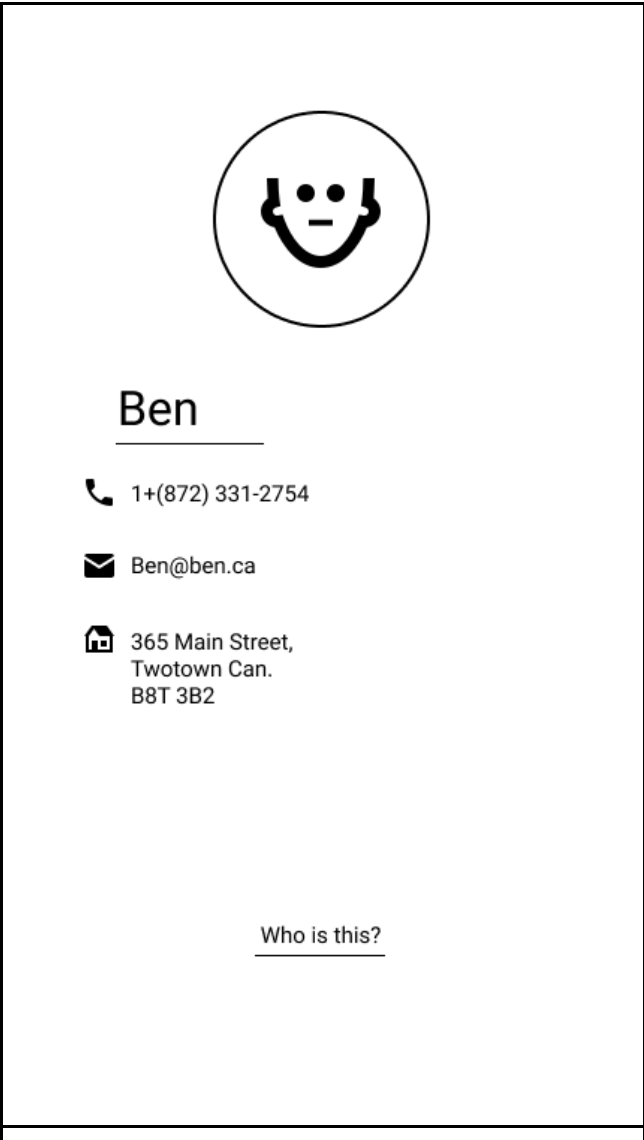 Ben
1+(872) 331-2754
Ben@ben.ca
365 Main Street,
Twotown Can.
B8T 3B2
Who is this?